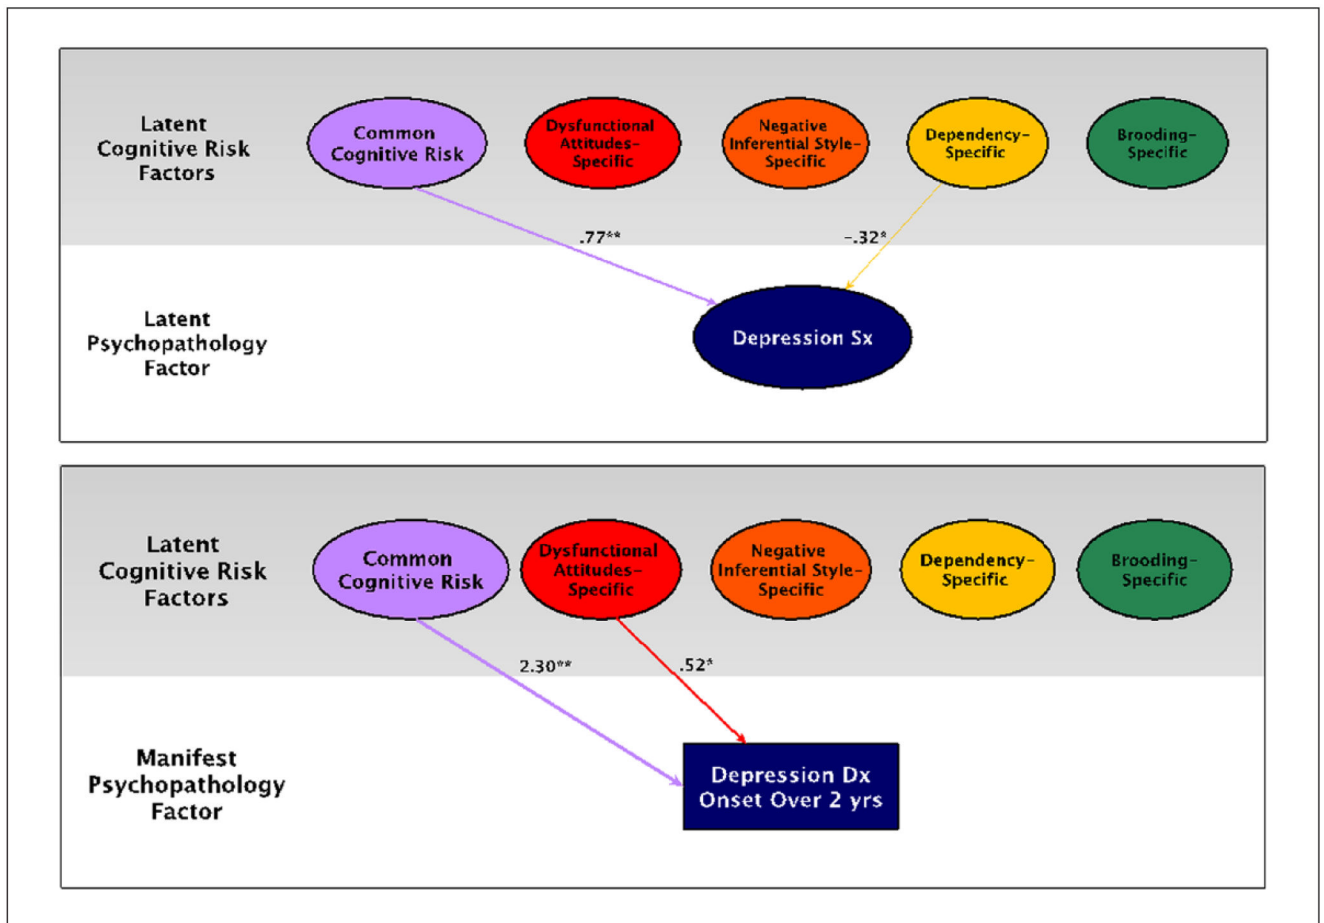 Latent
Cognitive Risk
Factors
Common
Cognitive Risk
Dysfunctional
Attitudes-
Specific
Negative
Inferential Style-
Specific
Dependency-
Specific
Brooding-
Specific
.77**
-.32*
Latent
Psychopathology
Factor
Depression Sx
Latent
Cognitive Risk
Factors
Common
Cognitive Risk
Dysfunctional
Attitudes-
Specific
Negative
Inferential Style-
Specific
Dependency-
Specific
Brooding-
Specific
2.30**
.52*
Manifest
Psychopathology
Factor
Depression Dx
Onset Over 2 yrs